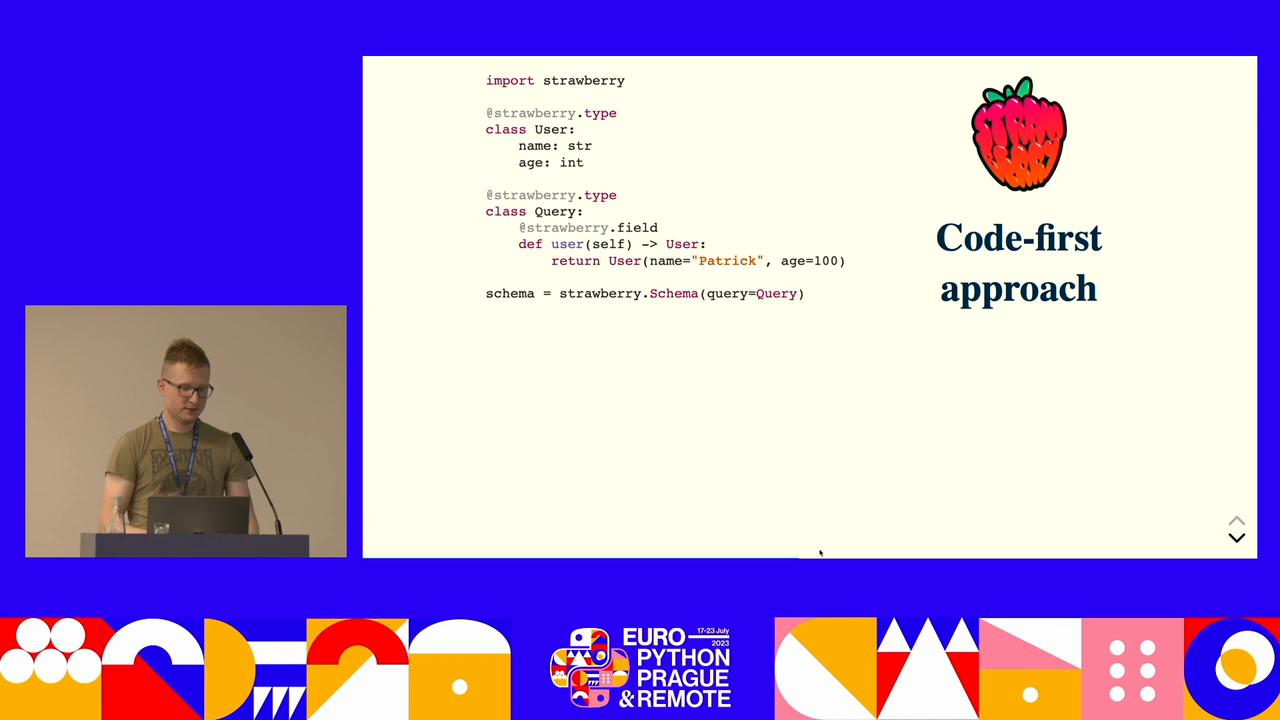 import strawberry
@strawberry.type
class User:
name: str
age: int
@strawberry.type
class Query:
@strawberry.field
def user(self) -> User:
return User(name="Patrick", age=100)
schema = strawberry.Schema(query=Query)
STRAW
BERRY
Code-first
approach
EURO
17-23 July
2023
PYTHON
PRAGUE
& REMOTE